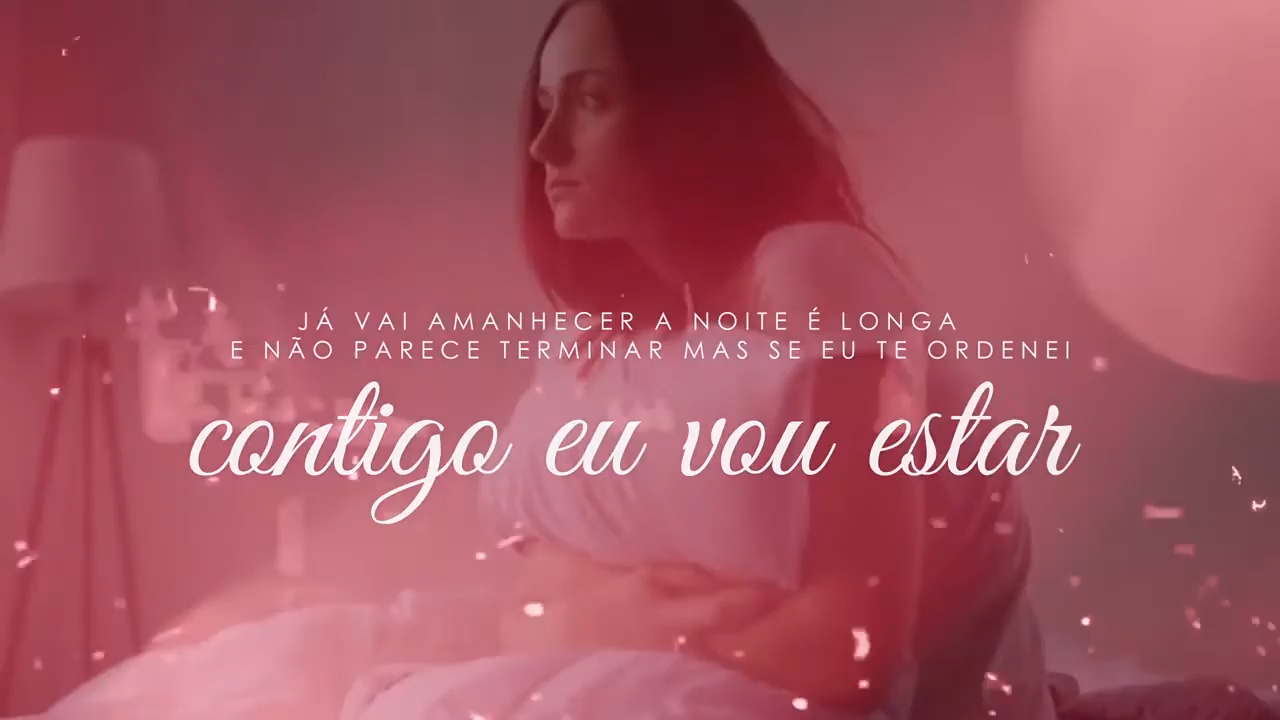 JÁ VAI AMANHECER A NOITE É LONGA
E NÃO PARECE TERMINAR MAS SE EU TE ORDENEI
contigo eu vou estar